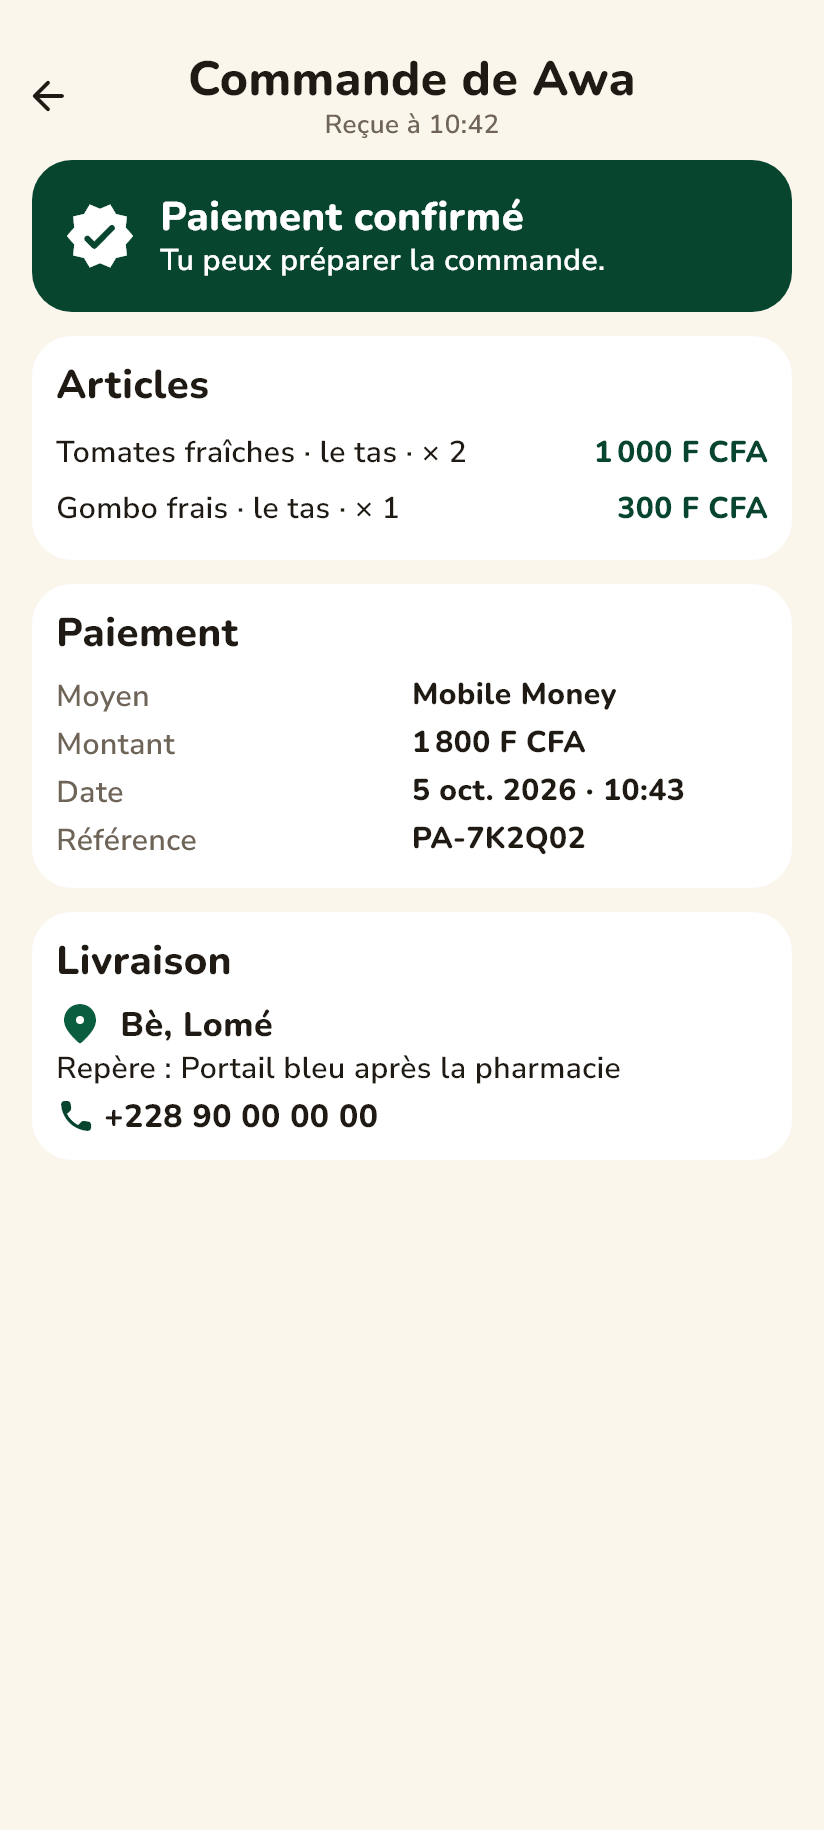 Commande de Awa
Reçue à 10:42
Paiement confirmé
Tu peux préparer la commande.
Articles
Tomates fraîches · le tas · × 2 1 000 F CFA
Gombo frais · le tas · × 1 300 F CFA
Paiement
Moyen Mobile Money
Montant 1 800 F CFA
Date 5 oct. 2026 · 10:43
Référence PA-7K2Q02
Livraison
Bè, Lomé
Repère : Portail bleu après la pharmacie
+228 90 00 00 00